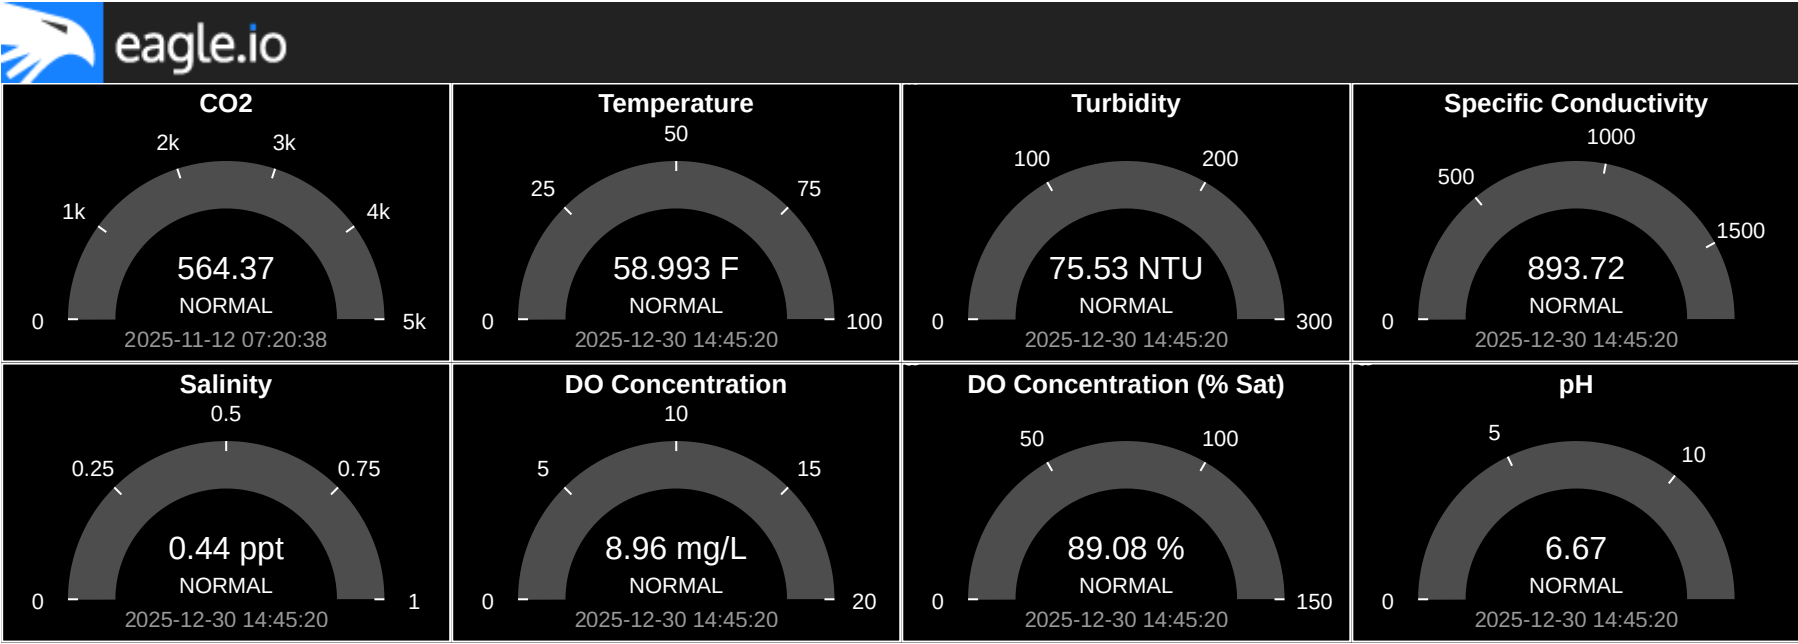 eagle.io
CO2
2k
3k
1k
4k
564.37
NORMAL
0
5k
2025-11-12 07:20:38
Temperature
50
25
75
58.993 F
NORMAL
0
100
2025-12-30 14:45:20
Turbidity
100
200
75.53 NTU
NORMAL
0
300
2025-12-30 14:45:20
Specific Conductivity
1000
500
1500
893.72
NORMAL
0
2025-12-30 14:45:20
Salinity
0.5
0.25
0.75
0.44 ppt
NORMAL
0
1
2025-12-30 14:45:20
DO Concentration
10
5
15
8.96 mg/L
NORMAL
0
20
2025-12-30 14:45:20
DO Concentration (% Sat)
50
100
89.08 %
NORMAL
0
150
2025-12-30 14:45:20
pH
5
10
6.67
NORMAL
0
2025-12-30 14:45:20